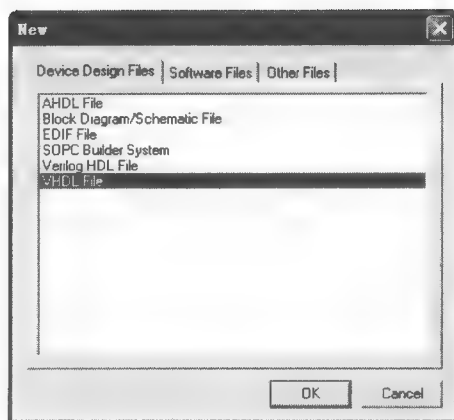 New
Device Design Files
Software Files
Other Files
AHDL File
Block Diagram/Schematic File
EDIF File
SOPC Builder System
Verilog HDL File
VHDL File
OK
Cancel